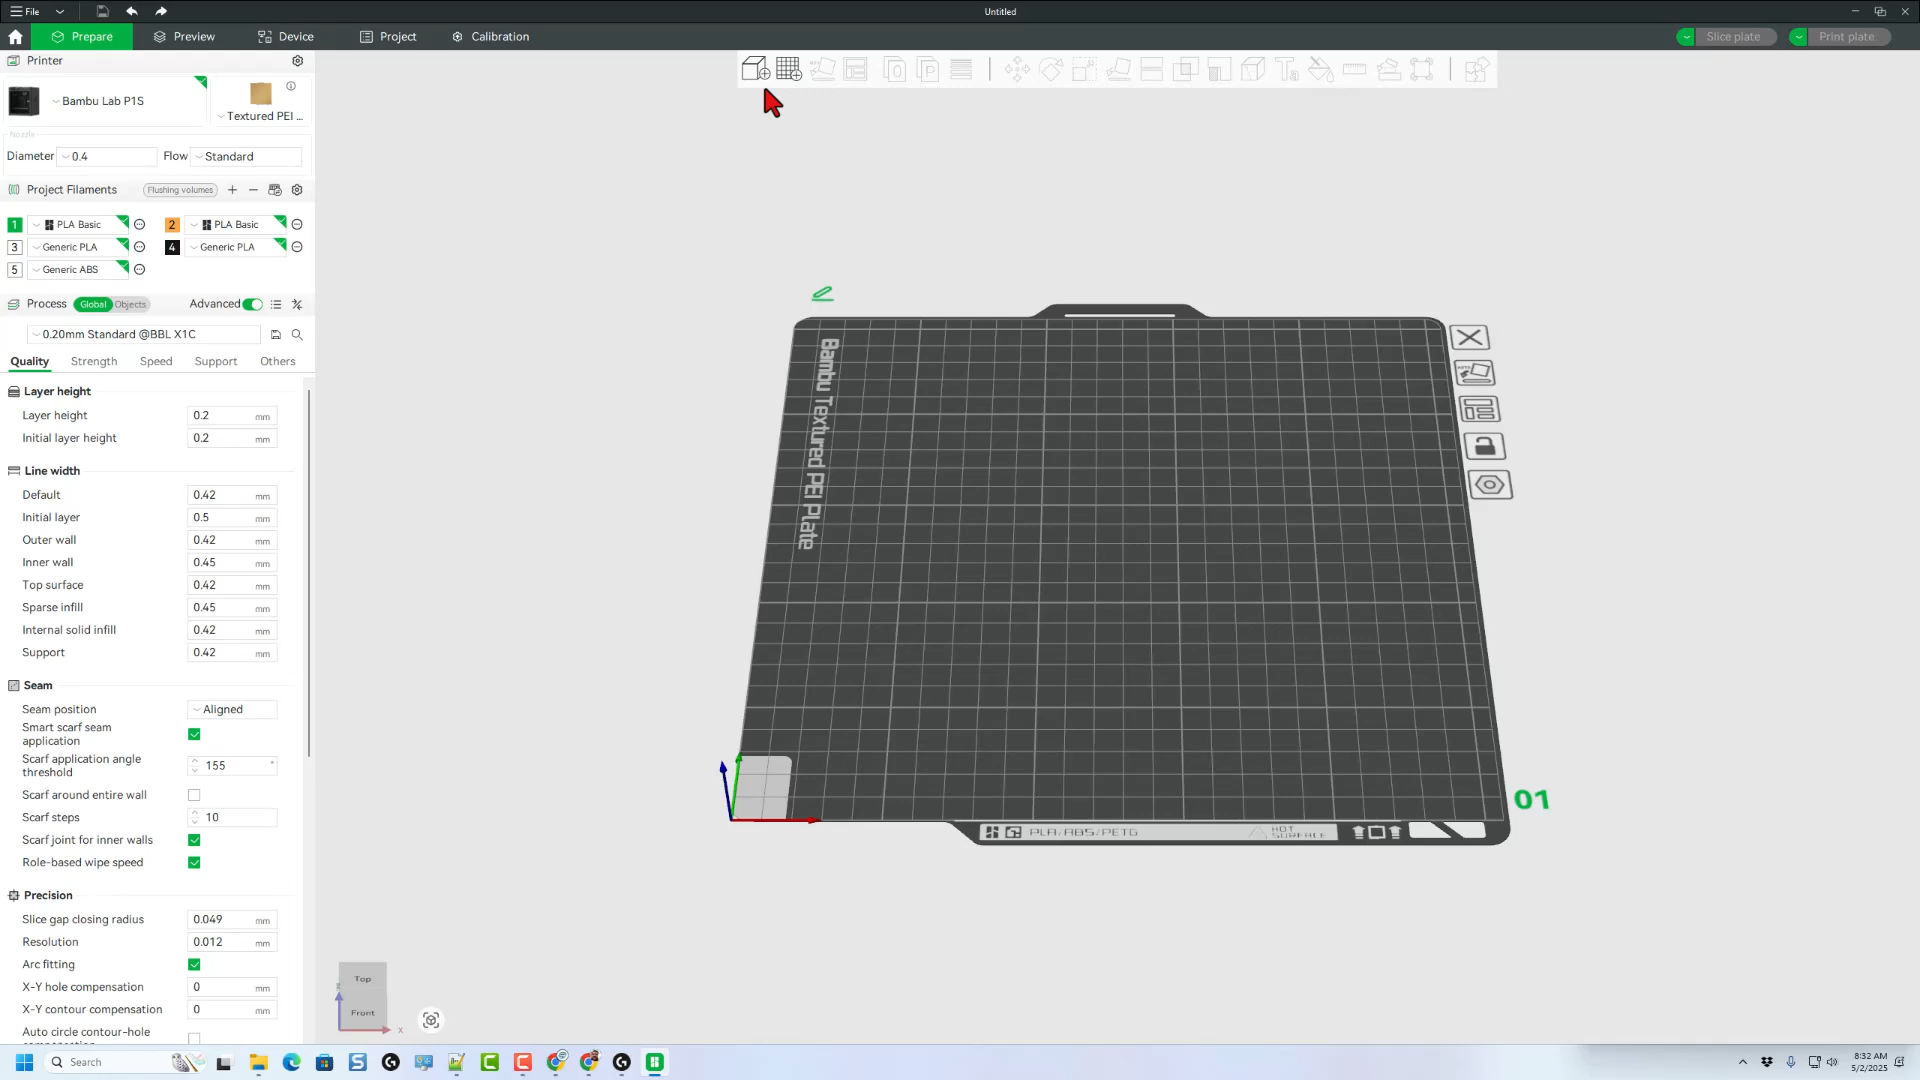 File
Untitled
Prepare
Preview
Device
Project
Calibration
Slice plate
Print plate
Printer
Bambu Lab P1S
Textured PEI ...
Nozzle
Diameter
0.4
Flow
Standard
Project Filaments
Flushing volumes
1
PLA Basic
2
PLA Basic
3
Generic PLA
4
Generic PLA
5
Generic ABS
Process
Global
Objects
Advanced
0.20mm Standard @BBL X1C
Quality
Strength
Speed
Support
Others
Layer height
Layer height
0.2
mm
Initial layer height
0.2
mm
Line width
Default
0.42
mm
Initial layer
0.5
mm
Outer wall
0.42
mm
Inner wall
0.45
mm
Top surface
0.42
mm
Sparse infill
0.45
mm
Internal solid infill
0.42
mm
Support
0.42
mm
Seam
Seam position
Aligned
Smart scarf seam
application
Scarf application angle
threshold
155
°
Scarf around entire wall
Scarf steps
10
Scarf joint for inner walls
Role-based wipe speed
Precision
Slice gap closing radius
0.049
mm
Resolution
0.012
mm
Arc fitting
X-Y hole compensation
0
mm
X-Y contour compensation
0
mm
Auto circle contour-hole
Bambu Textured PEI Plate
PLA/ABS/PETG
HOT
SURFACE
01
Top
Front
x
Search
8:32 AM
5/2/2025